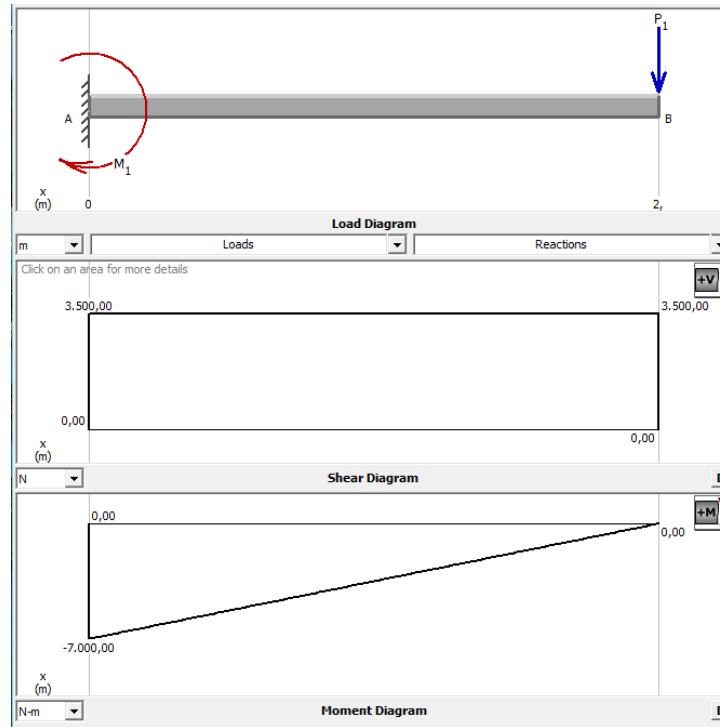 P1
A
B
M1
x
(m)
0
2,
Load Diagram
m
Loads
Reactions
Click on an area for more details
+V
3.500,00
3.500,00
0,00
0,00
x
(m)
N
Shear Diagram
0,00
+M
0,00
-7.000,00
x
(m)
N-m
Moment Diagram